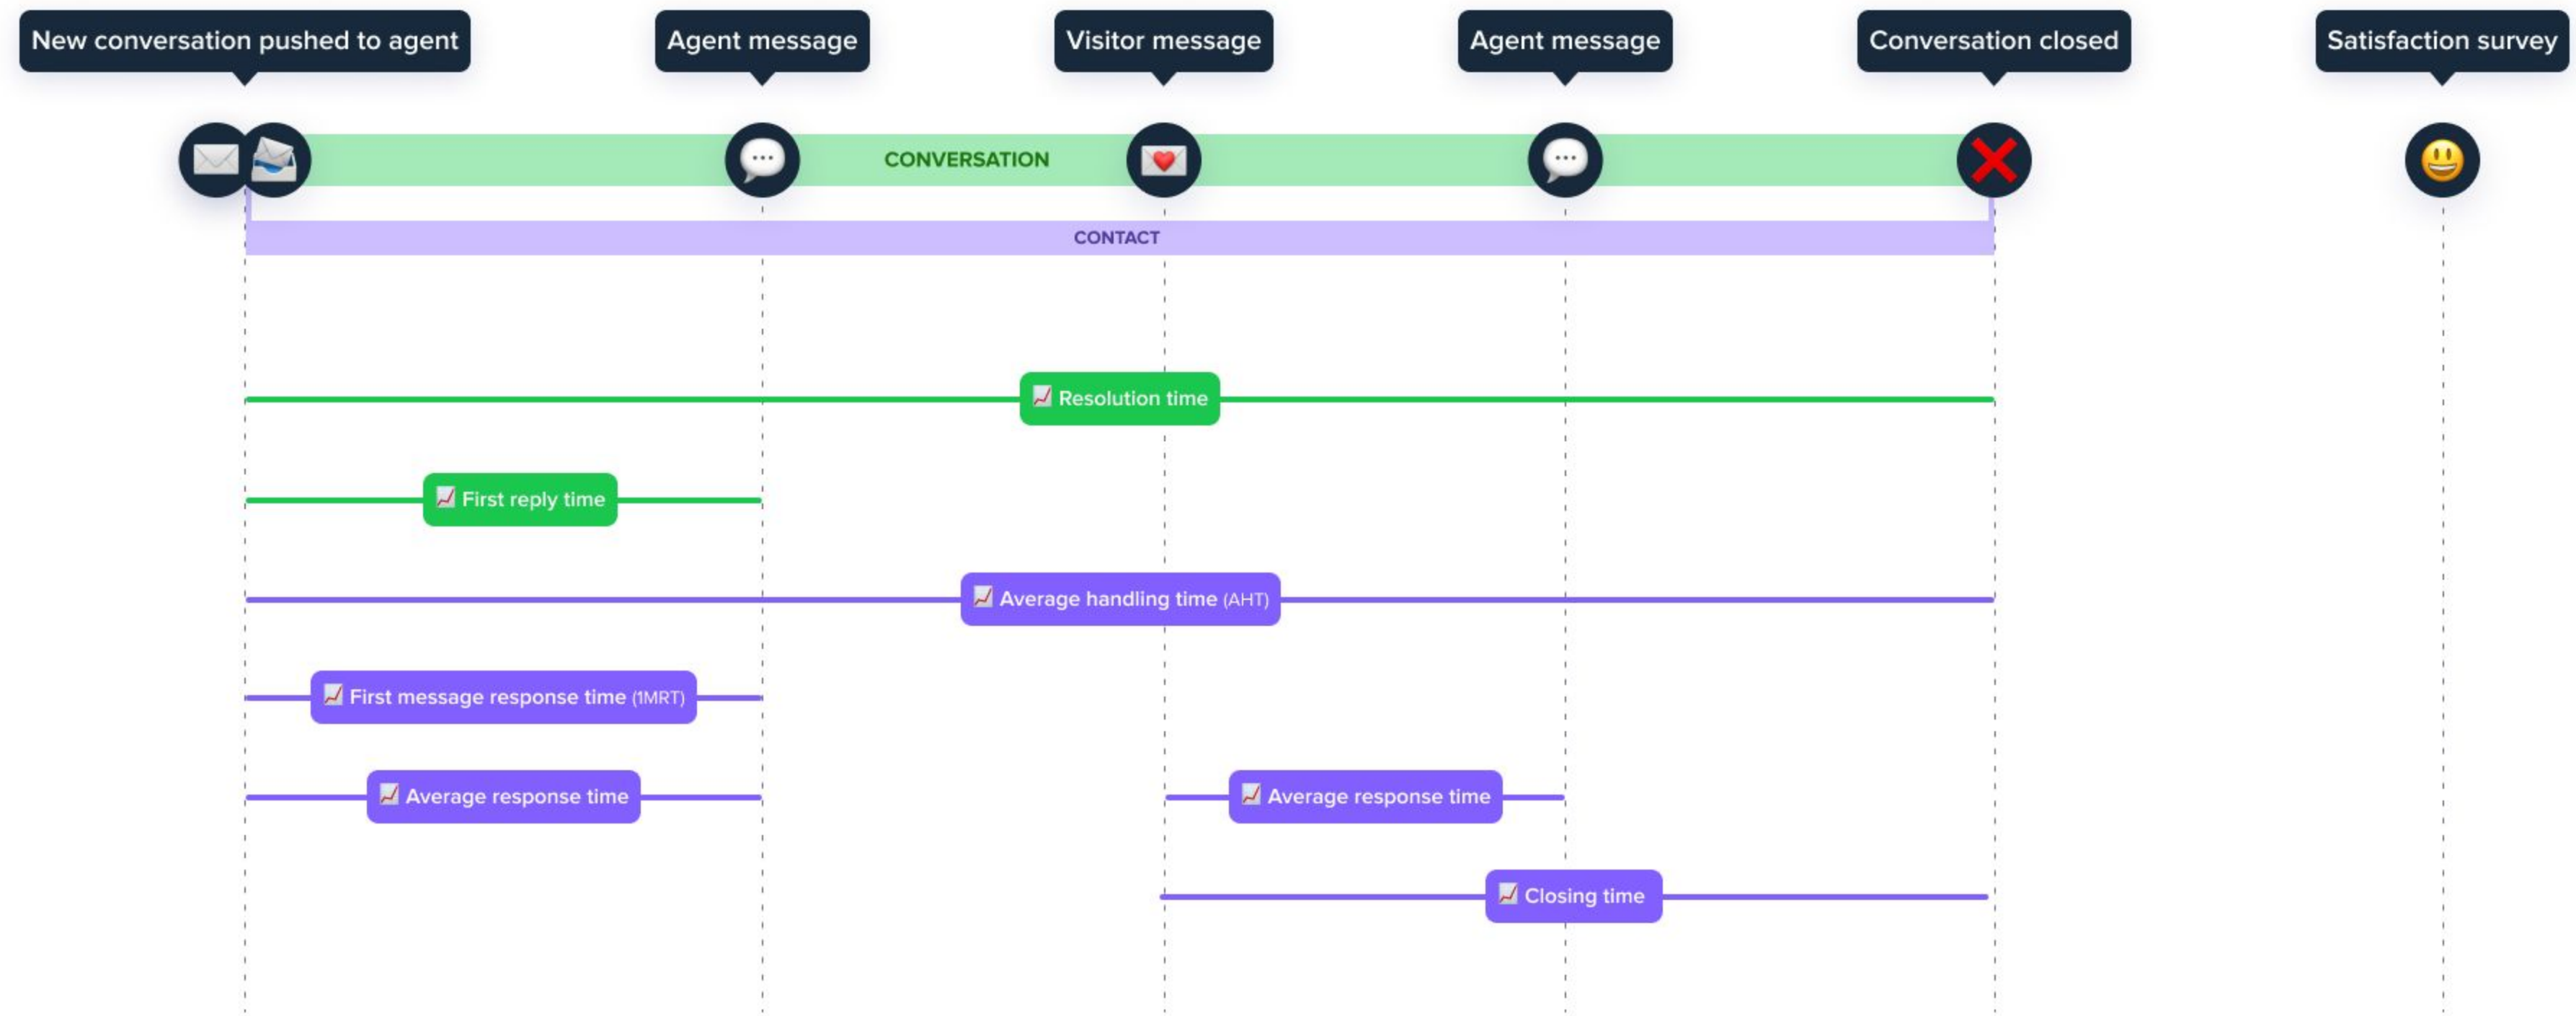 New conversation pushed to agent
Agent message
Visitor message
Agent message
Conversation closed
Satisfaction survey
CONVERSATION
CONTACT
Resolution time
First reply time
Average handling time (AHT)
First message response time (1MRT)
Average response time
Average response time
Closing time